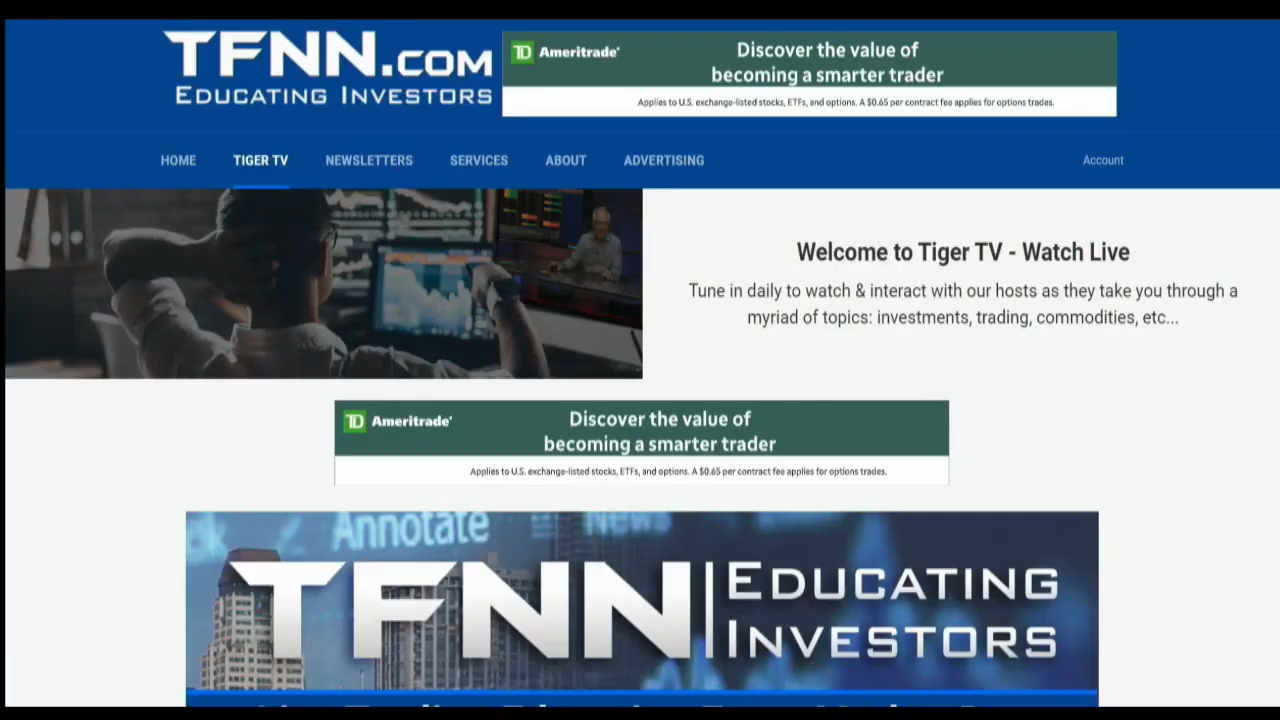 TFNN.COM
EDUCATING INVESTORS
TD Ameritrade
Discover the value of
becoming a smarter trader
Applies to U.S. exchange-listed stocks, ETFs, and options. A $0.65 per contract fee applies for options trades.
HOME TIGER TV NEWSLETTERS SERVICES ABOUT ADVERTISING Account
Welcome to Tiger TV - Watch Live
Tune in daily to watch & interact with our hosts as they take you through a
myriad of topics: investments, trading, commodities, etc...
TD Ameritrade
Discover the value of
becoming a smarter trader
Applies to U.S. exchange-listed stocks, ETFs, and options. A $0.65 per contract fee applies for options trades.
Annotate News
TFNN EDUCATING
INVESTORS